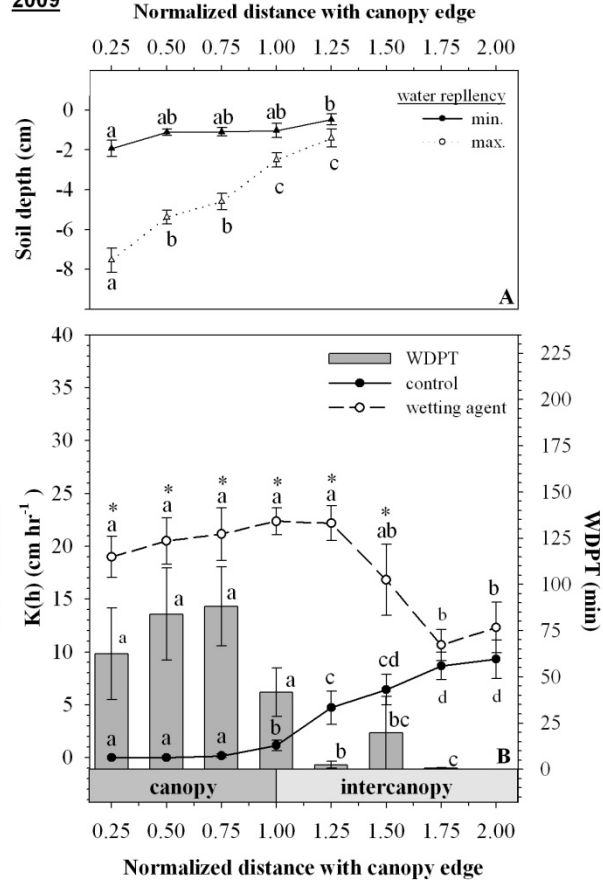 2009
Normalized distance with canopy edge
0.25 0.50 0.75 1.00 1.25 1.50 1.75 2.00
Soil depth (cm)
0
-2
-4
-6
-8
water repllency
min.
max.
a ab ab ab b
a b b c c
A
K(h) (cm hr-1)
40
35
30
25
20
15
10
5
0
WDPT (min)
225
200
175
150
125
100
75
50
25
0
WDPT
control
wetting agent
* * * * * *
a a a a a ab b b
a a a a b bc c
a a a b c cd d d
B
canopy intercanopy
0.25 0.50 0.75 1.00 1.25 1.50 1.75 2.00
Normalized distance with canopy edge